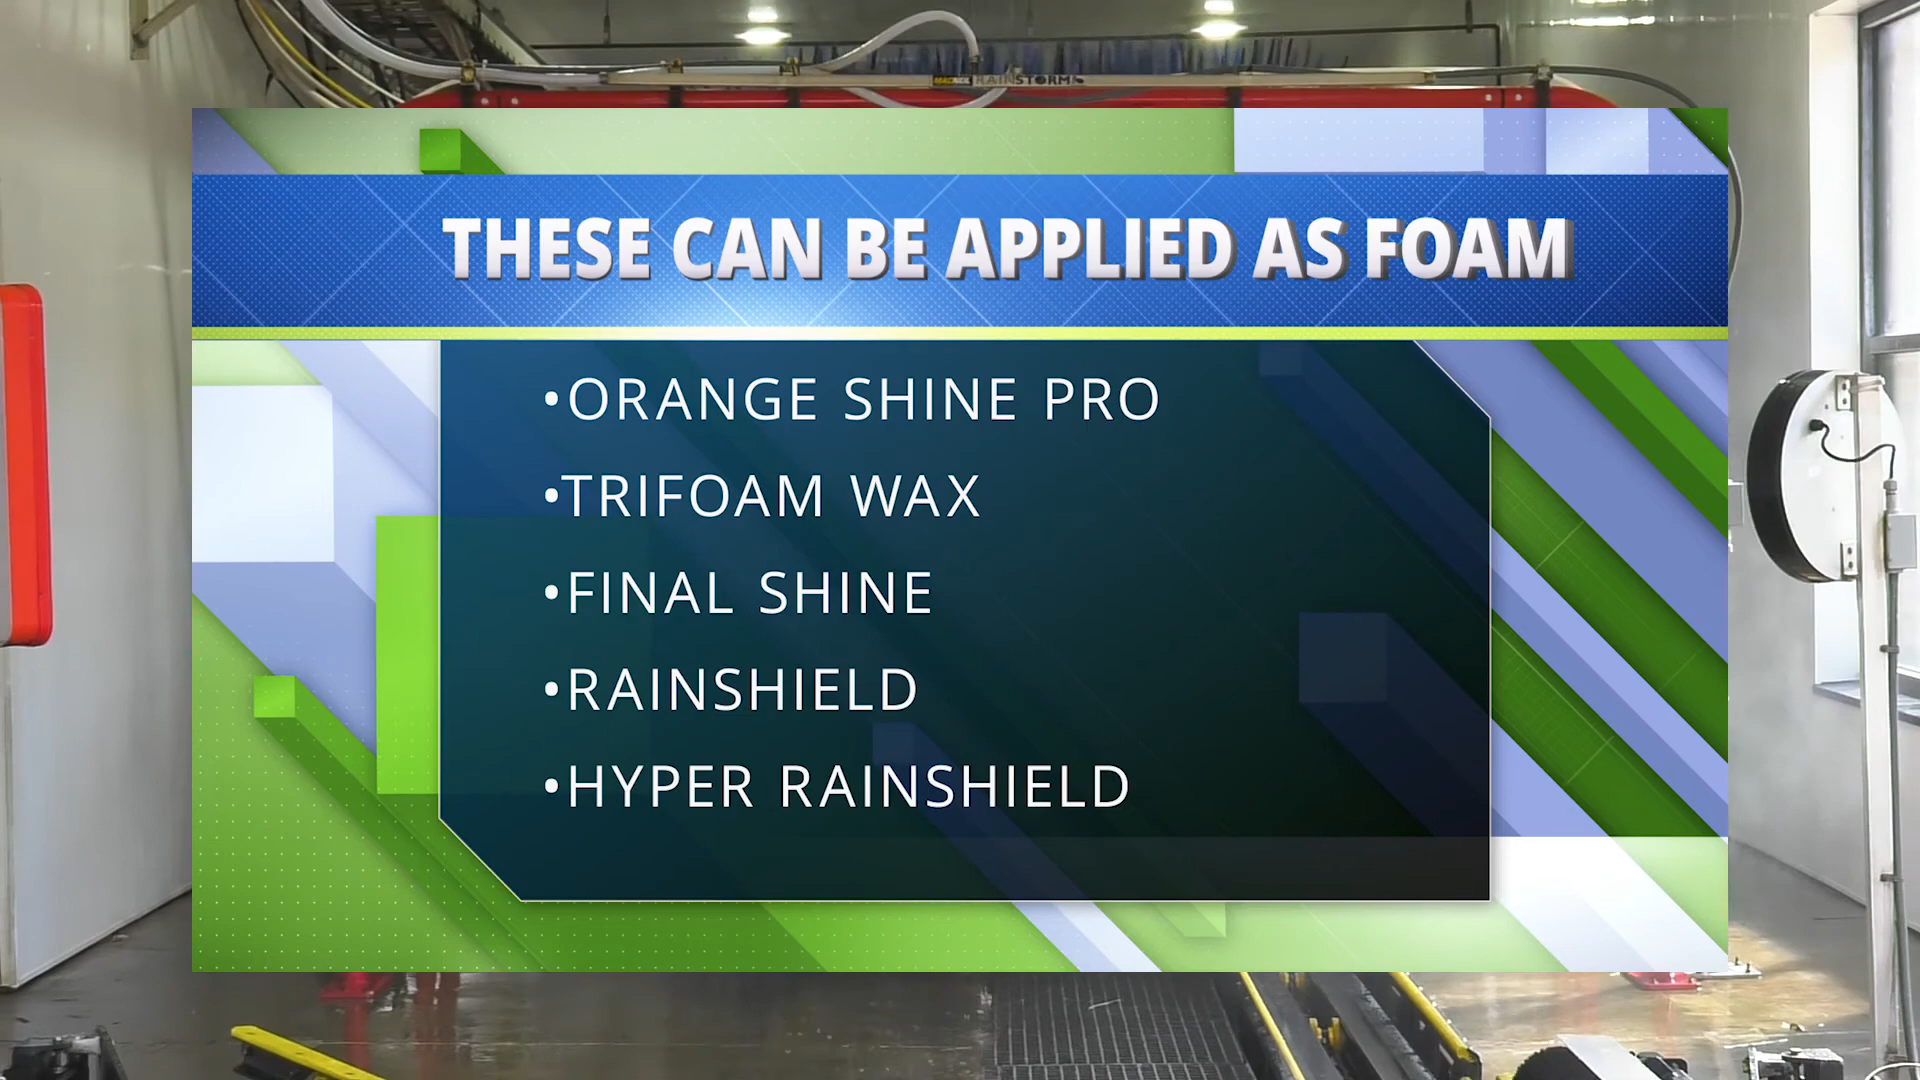 RAINSTORM
THESE CAN BE APPLIED AS FOAM
•ORANGE SHINE PRO
•TRIFOAM WAX
•FINAL SHINE
•RAINSHIELD
•HYPER RAINSHIELD